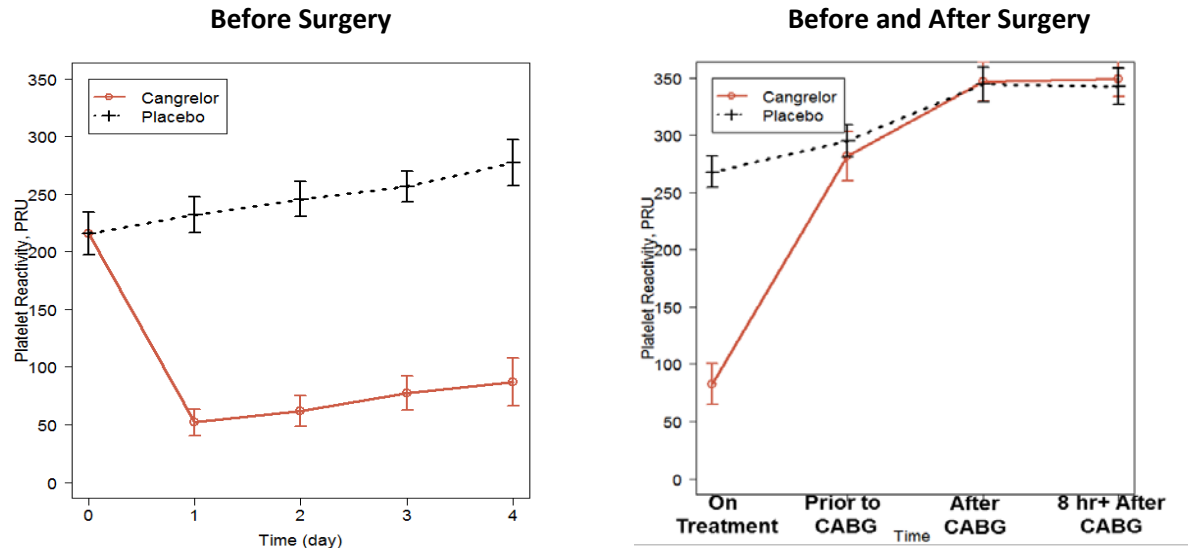 Before Surgery
350
300
250
200
150
100
50
0
Platelet Reactivity, PRU
Cangrelor
Placebo
0 1 2 3 4
Time (day)
Before and After Surgery
350
300
250
200
150
100
50
0
Platelet Reactivity, PRU
Cangrelor
Placebo
On Prior to After 8 hr+ After
Treatment CABG CABG CABG
Time